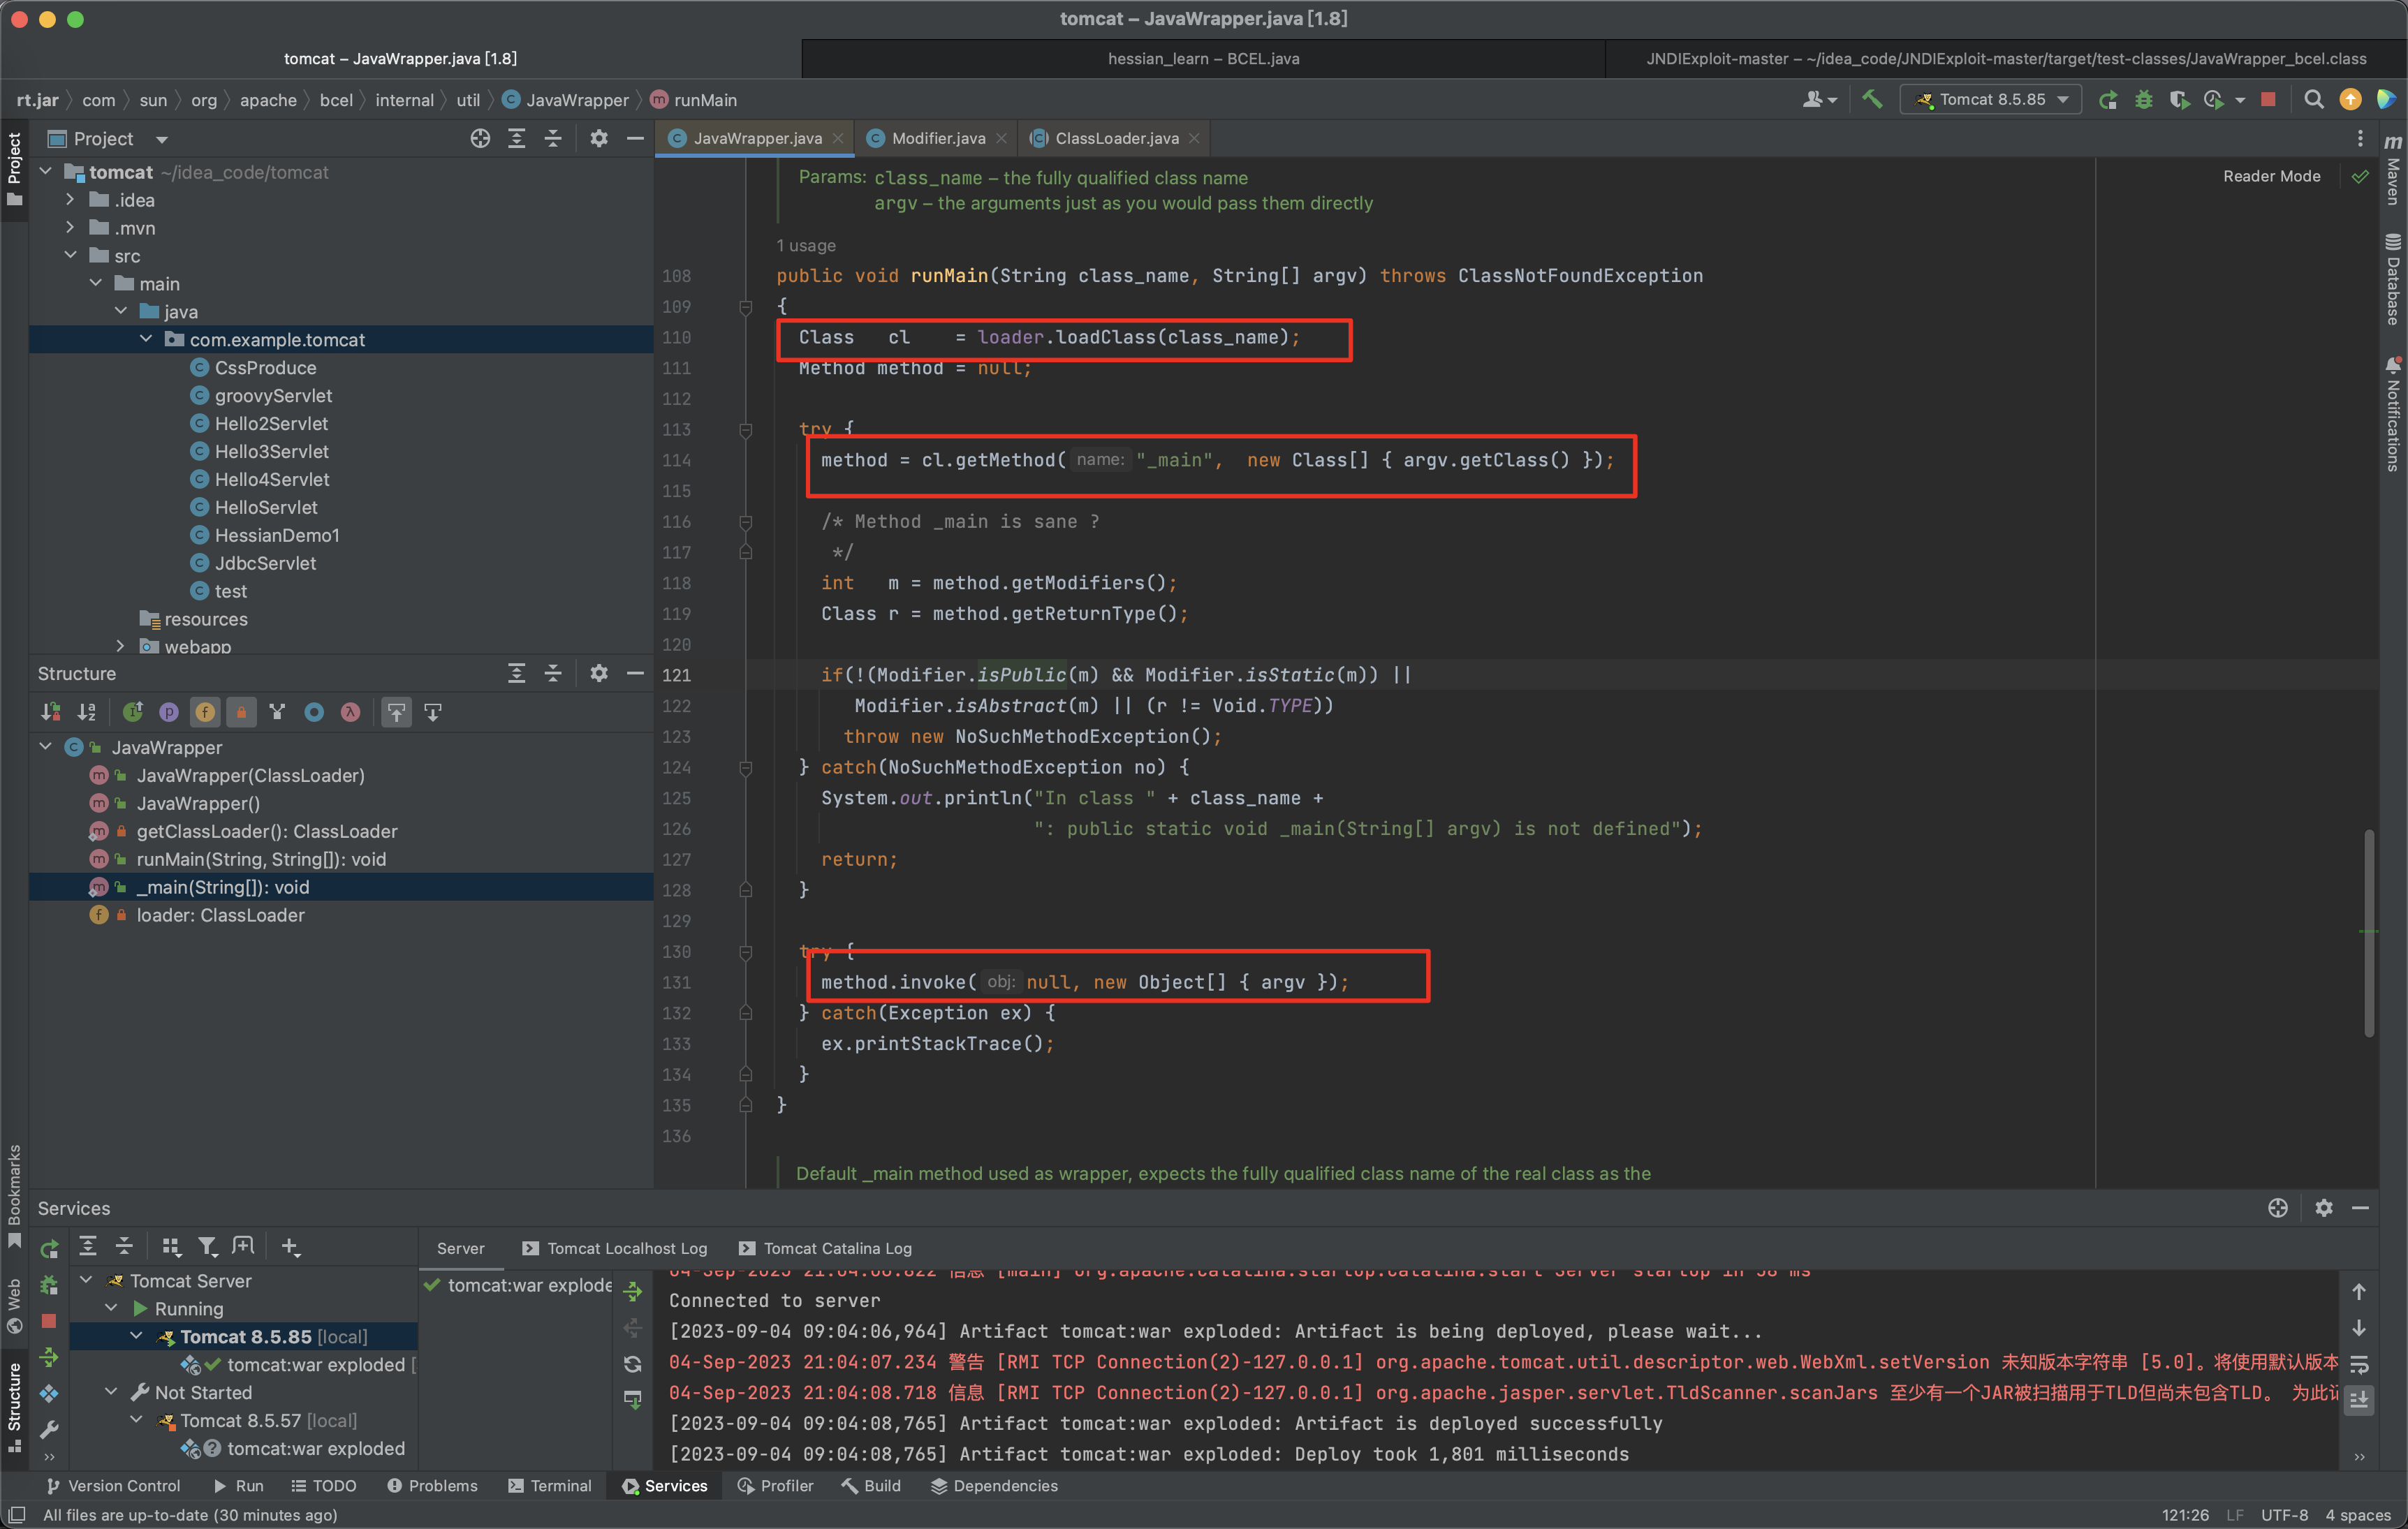 tomcat – JavaWrapper.java [1.8]
tomcat – JavaWrapper.java [1.8]
hessian_learn – BCEL.java
JNDIExploit-master – ~/idea_code/JNDIExploit-master/target/test-classes/JavaWrapper_bcel.class
rt.jar com sun org apache bcel internal util JavaWrapper runMain
Tomcat 8.5.85
Project
Project
tomcat ~/idea_code/tomcat
.idea
.mvn
src
main
java
com.example.tomcat
CssProduce
groovyServlet
Hello2Servlet
Hello3Servlet
Hello4Servlet
HelloServlet
HessianDemo1
JdbcServlet
test
resources
webapp
Structure
JavaWrapper
JavaWrapper(ClassLoader)
JavaWrapper()
getClassLoader(): ClassLoader
runMain(String, String[]): void
_main(String[]): void
loader: ClassLoader
JavaWrapper.java
Modifier.java
ClassLoader.java
Reader Mode
Params: class_name – the fully qualified class name
argv – the arguments just as you would pass them directly
1 usage
108 public void runMain(String class_name, String[] argv) throws ClassNotFoundException
109 {
110 Class cl = loader.loadClass(class_name);
111 Method method = null;
112
113 try {
114 method = cl.getMethod( name: "_main", new Class[] { argv.getClass() });
115
116 /* Method _main is sane ?
117 */
118 int m = method.getModifiers();
119 Class r = method.getReturnType();
120
121 if(!(Modifier.isPublic(m) && Modifier.isStatic(m)) ||
122 Modifier.isAbstract(m) || (r != Void.TYPE))
123 throw new NoSuchMethodException();
124 } catch(NoSuchMethodException no) {
125 System.out.println("In class " + class_name +
126 ": public static void _main(String[] argv) is not defined");
127 return;
128 }
129
130 try {
131 method.invoke( obj: null, new Object[] { argv });
132 } catch(Exception ex) {
133 ex.printStackTrace();
134 }
135 }
136
Default _main method used as wrapper, expects the fully qualified class name of the real class as the
Maven
Database
Notifications
Bookmarks
Web
Structure
Services
Tomcat Server
Running
Tomcat 8.5.85 [local]
tomcat:war exploded [
Not Started
Tomcat 8.5.57 [local]
tomcat:war exploded
Server
Tomcat Localhost Log
Tomcat Catalina Log
tomcat:war explode
04-Sep-2023 21:04:06.822 信息 [main] org.apache.catalina.startup.Catalina.start Server startup in 58 ms
Connected to server
[2023-09-04 09:04:06,964] Artifact tomcat:war exploded: Artifact is being deployed, please wait...
04-Sep-2023 21:04:07.234 警告 [RMI TCP Connection(2)-127.0.0.1] org.apache.tomcat.util.descriptor.web.WebXml.setVersion 未知版本字符串 [5.0]。将使用默认版本
04-Sep-2023 21:04:08.718 信息 [RMI TCP Connection(2)-127.0.0.1] org.apache.jasper.servlet.TldScanner.scanJars 至少有一个JAR被扫描用于TLD但尚未包含TLD。 为此
[2023-09-04 09:04:08,765] Artifact tomcat:war exploded: Artifact is deployed successfully
[2023-09-04 09:04:08,765] Artifact tomcat:war exploded: Deploy took 1,801 milliseconds
Version Control Run TODO Problems Terminal Services Profiler Build Dependencies
All files are up-to-date (30 minutes ago)
121:26 LF UTF-8 4 spaces